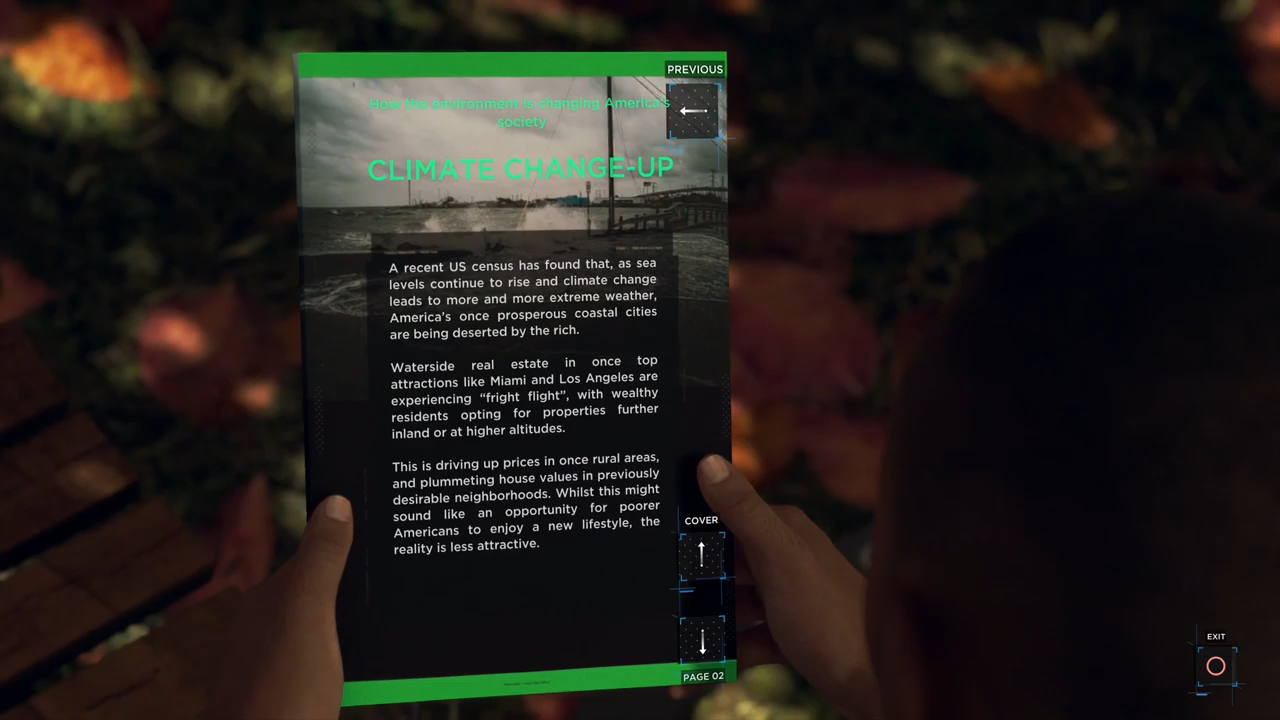 PREVIOUS
How the environment is changing America's
society
CLIMATE CHANGE-UP
A recent US census has found that, as sea
levels continue to rise and climate change
leads to more and more extreme weather,
America's once prosperous coastal cities
are being deserted by the rich.
Waterside real estate in once top
attractions like Miami and Los Angeles are
experiencing “fright flight”, with wealthy
residents opting for properties further
inland or at higher altitudes.
This is driving up prices in once rural areas,
and plummeting house values in previously
desirable neighborhoods. Whilst this might
sound like an opportunity for poorer
Americans to enjoy a new lifestyle, the
reality is less attractive.
COVER
PAGE 02
EXIT